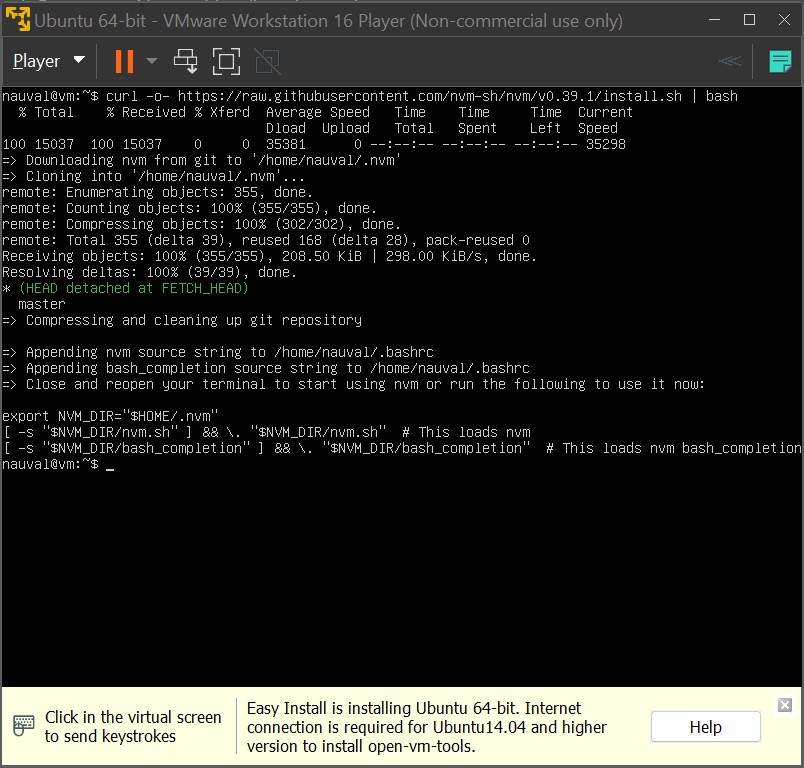 Ubuntu 64-bit - VMware Workstation 16 Player (Non-commercial use only)
Player
nauval@vm:~$ curl -o- https://raw.githubusercontent.com/nvm-sh/nvm/v0.39.1/install.sh | bash
  % Total    % Received % Xferd  Average Speed   Time    Time     Time  Current
                                 Dload  Upload   Total   Spent    Left  Speed
100 15037  100 15037    0     0  35381      0 --:--:-- --:--:-- --:--:-- 35298
=> Downloading nvm from git to '/home/nauval/.nvm'
=> Cloning into '/home/nauval/.nvm'...
remote: Enumerating objects: 355, done.
remote: Counting objects: 100% (355/355), done.
remote: Compressing objects: 100% (302/302), done.
remote: Total 355 (delta 39), reused 168 (delta 28), pack-reused 0
Receiving objects: 100% (355/355), 208.50 KiB | 298.00 KiB/s, done.
Resolving deltas: 100% (39/39), done.
* (HEAD detached at FETCH_HEAD)
  master
=> Compressing and cleaning up git repository
=> Appending nvm source string to /home/nauval/.bashrc
=> Appending bash_completion source string to /home/nauval/.bashrc
=> Close and reopen your terminal to start using nvm or run the following to use it now:
export NVM_DIR="$HOME/.nvm"
[ -s "$NVM_DIR/nvm.sh" ] && \. "$NVM_DIR/nvm.sh"  # This loads nvm
[ -s "$NVM_DIR/bash_completion" ] && \. "$NVM_DIR/bash_completion"  # This loads nvm bash_completion
nauval@vm:~$ _
Click in the virtual screen
to send keystrokes
Easy Install is installing Ubuntu 64-bit. Internet
connection is required for Ubuntu14.04 and higher
version to install open-vm-tools.
Help